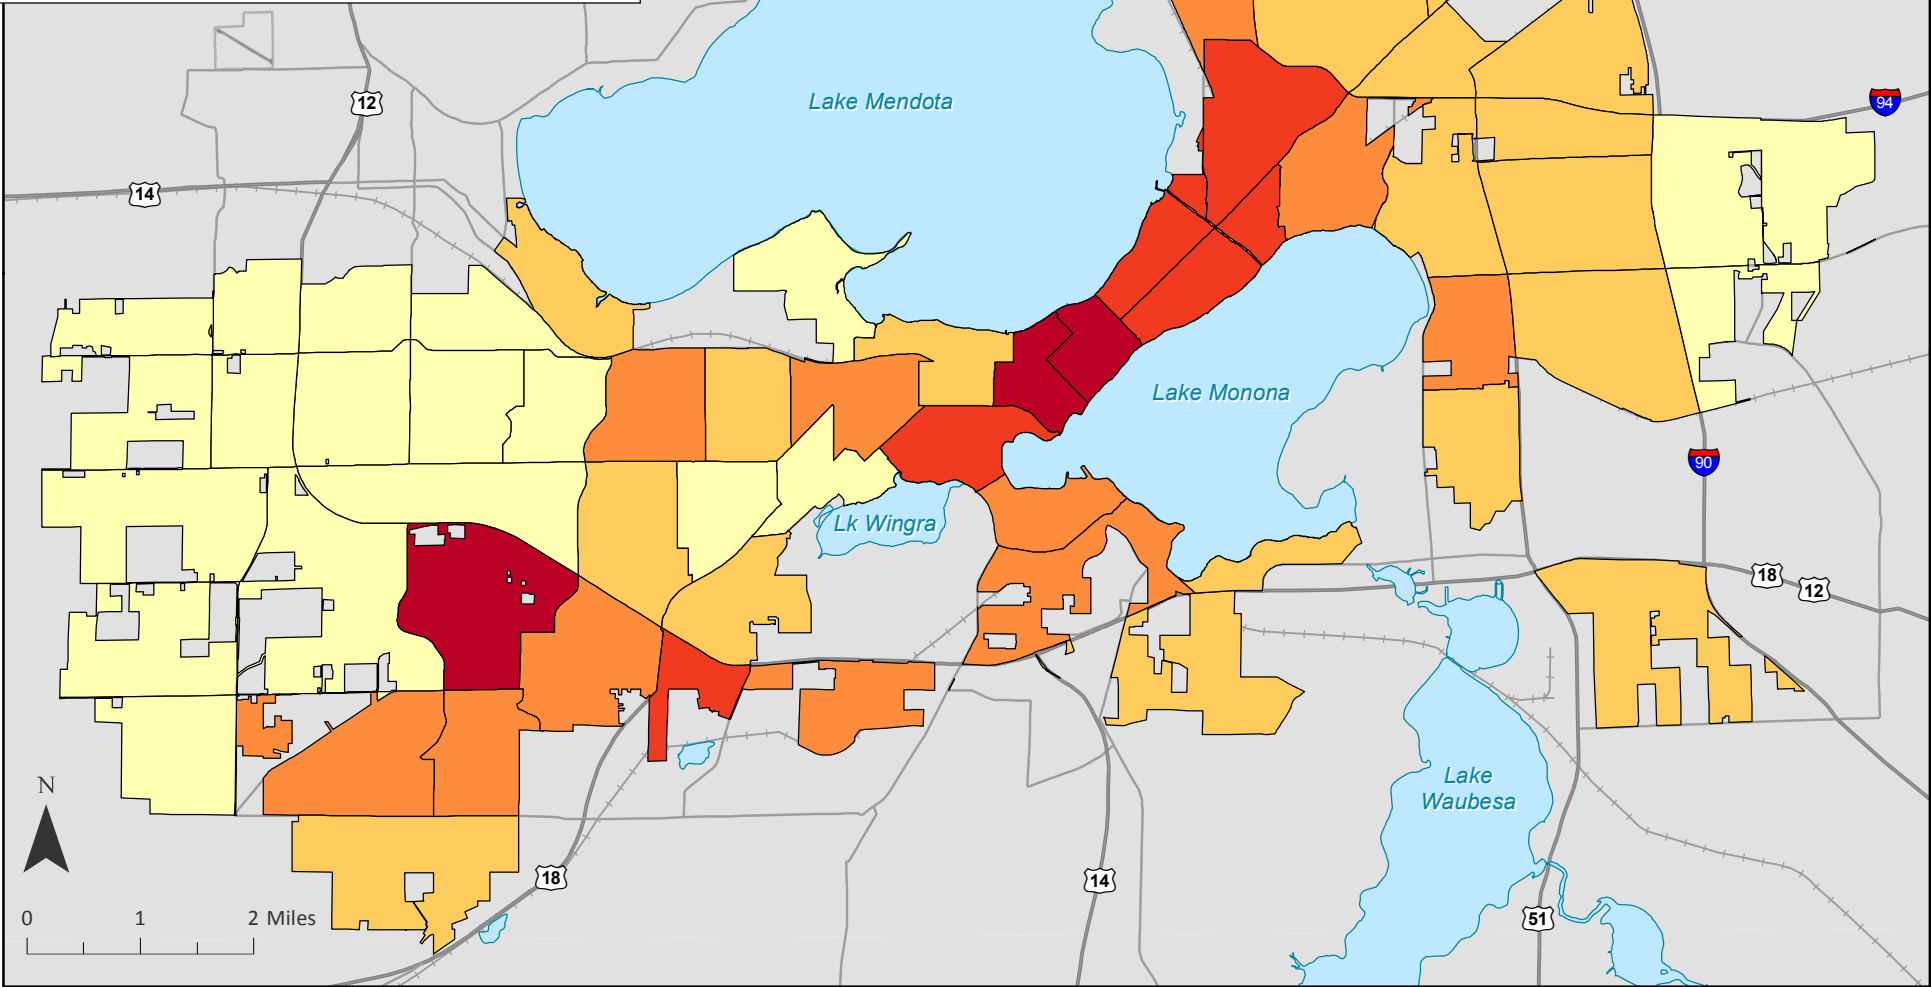 Lake Mendota
94
12
14
Lake Monona
90
Lk Wingra
18
12
Lake
Waubesa
N
18
14
0 1 2 Miles
51